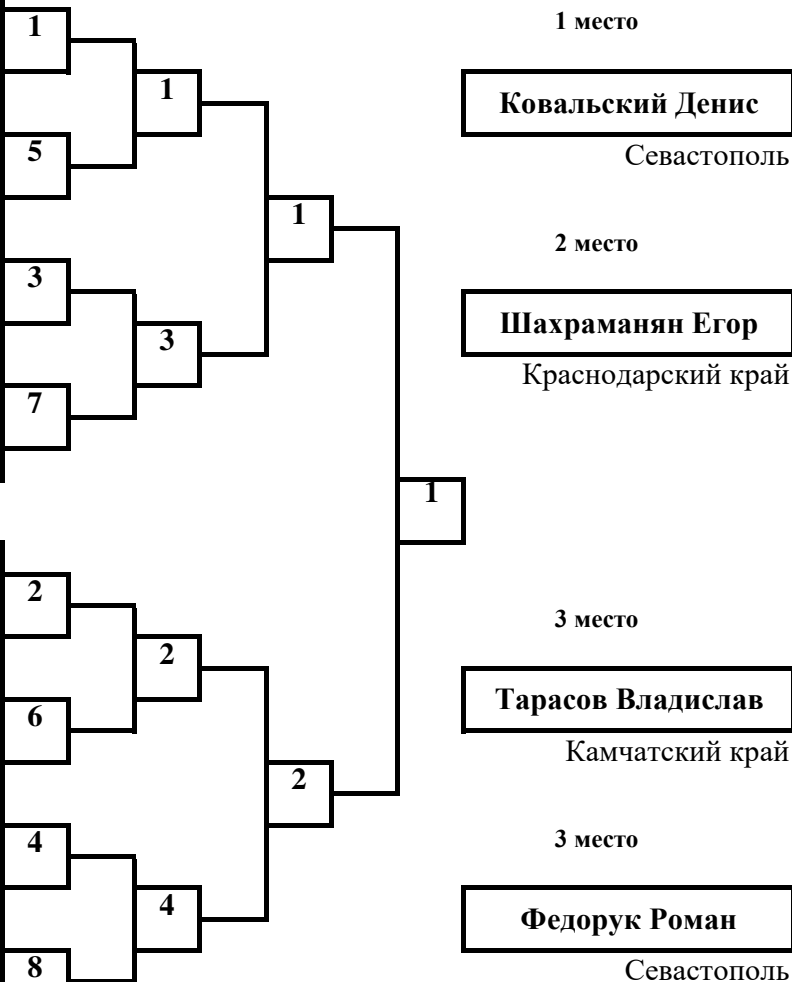 1
1 место
1
Ковальский Денис
5
Севастополь
1
2 место
3
Шахраманян Егор
3
Краснодарский край
7
1
2
3 место
2
Тарасов Владислав
6
Камчатский край
2
4
3 место
4
Федорук Роман
8
Севастополь